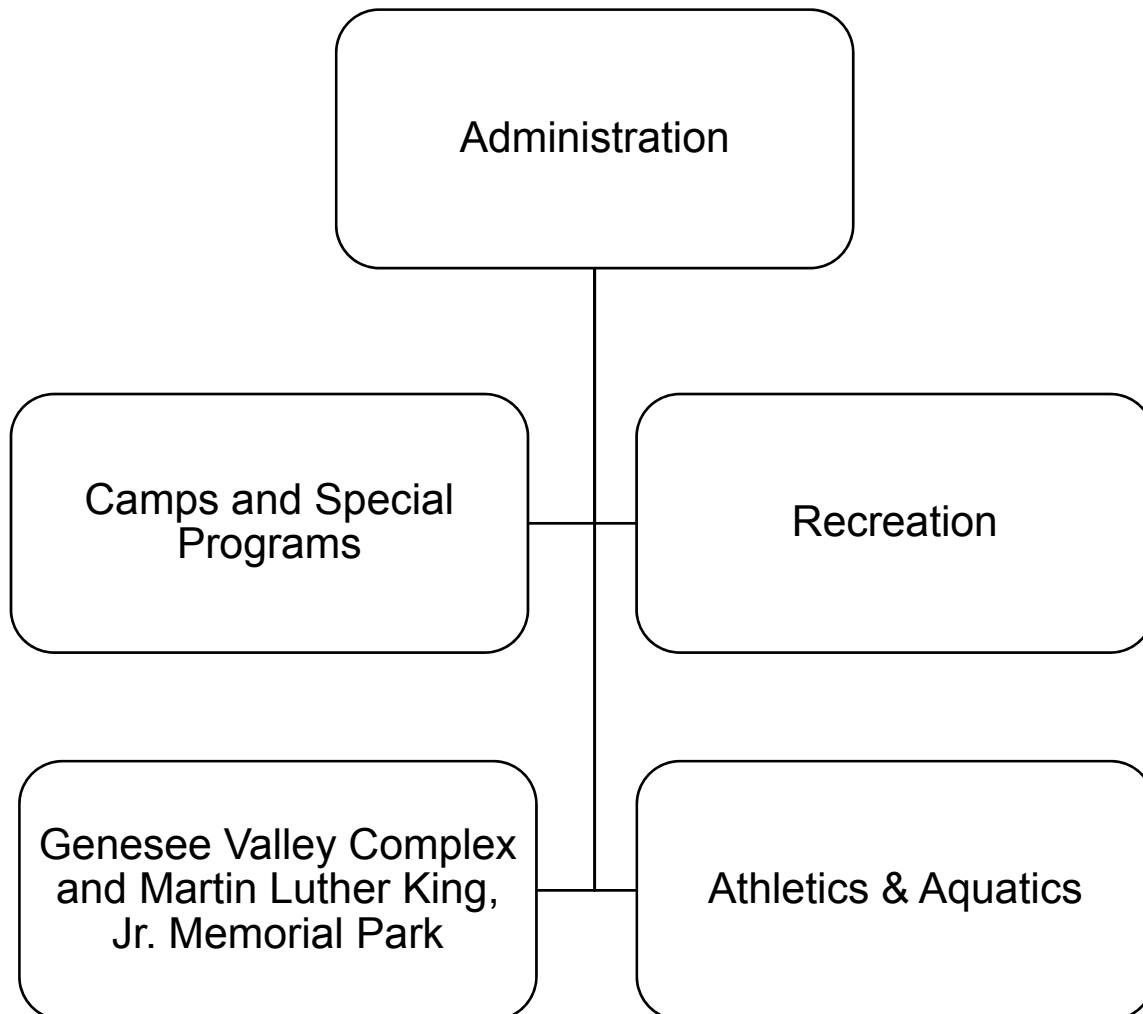 Administration
Camps and Special
Programs
Recreation
Genesee Valley Complex
and Martin Luther King,
Jr. Memorial Park
Athletics & Aquatics